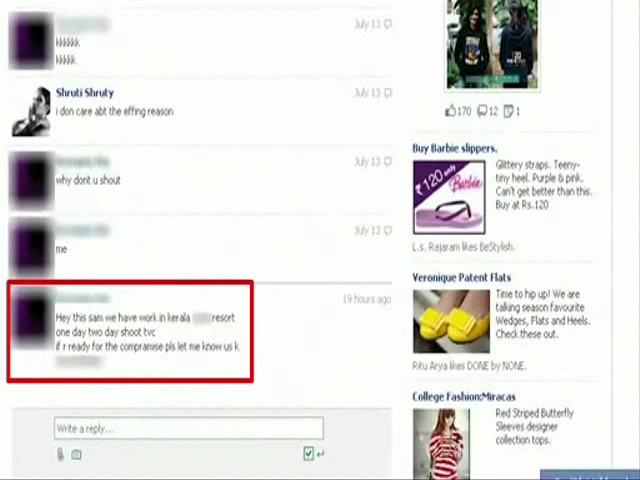 July 13
kkkkkk
kkkkk
Shruti Shruty
July 13
i don care abt the effing reason
July 13
why dont u shout
July 13
me
19 hours ago
Hey this sam we have work in kerala resort
one day two day shoot tvc
if r ready for the compramise pls let me know us k
Write a reply...
170 12 1
Buy Barbie slippers.
₹120 only
Barbie
Glittery straps. Teeny-
tiny heel. Purple & pink.
Can't get better than this.
Buy at Rs.120
L.s. Rajaram likes BeStylish.
Veronique Patent Flats
Time to hip up! We are
talking season favourite
Wedges, Flats and Heels.
Check these out.
Ritu Arya likes DONE by NONE.
College Fashion:Miracas
Red Striped Butterfly
Sleeves designer
collection tops.